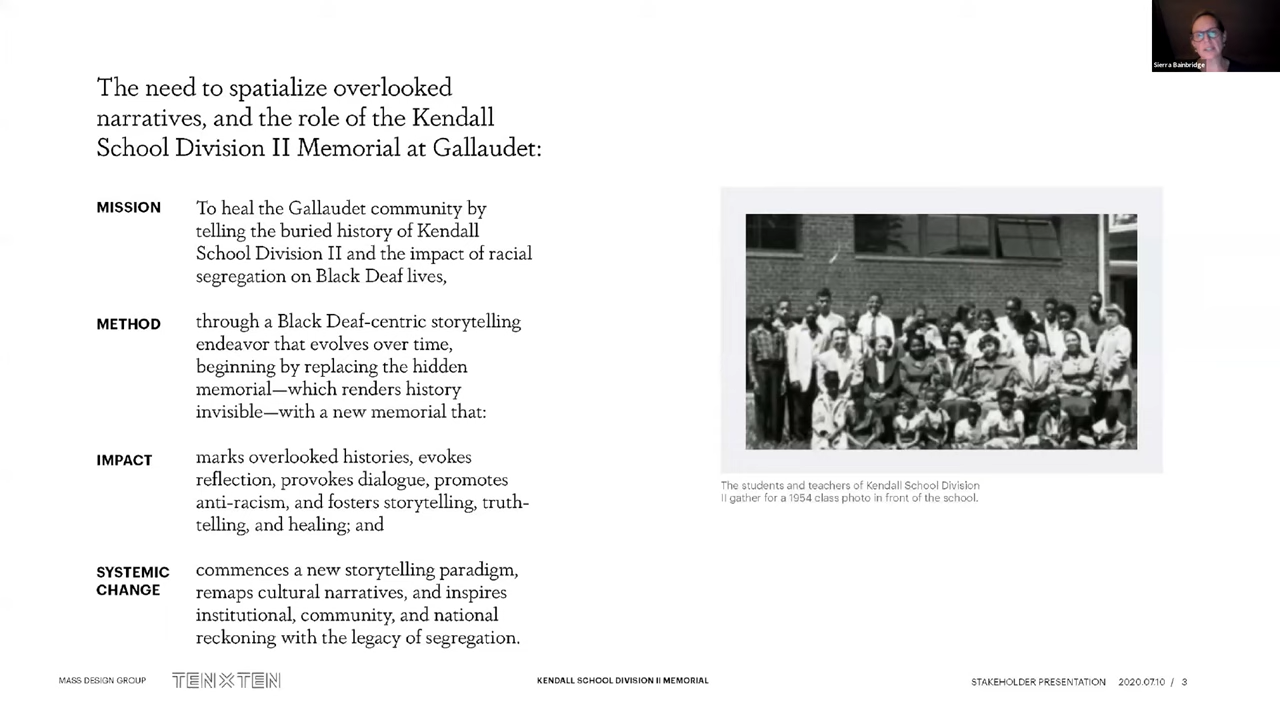 Sierra Bainbridge
The need to spatialize overlooked
narratives, and the role of the Kendall
School Division II Memorial at Gallaudet:
MISSION
To heal the Gallaudet community by
telling the buried history of Kendall
School Division II and the impact of racial
segregation on Black Deaf lives,
METHOD
through a Black Deaf-centric storytelling
endeavor that evolves over time,
beginning by replacing the hidden
memorial—which renders history
invisible—with a new memorial that:
IMPACT
marks overlooked histories, evokes
reflection, provokes dialogue, promotes
anti-racism, and fosters storytelling, truth-
telling, and healing; and
SYSTEMIC
CHANGE
commences a new storytelling paradigm,
remaps cultural narratives, and inspires
institutional, community, and national
reckoning with the legacy of segregation.
The students and teachers of Kendall School Division
II gather for a 1954 class photo in front of the school.
MASS DESIGN GROUP
TEN×TEN
KENDALL SCHOOL DIVISION II MEMORIAL
STAKEHOLDER PRESENTATION 2020.07.10 / 3